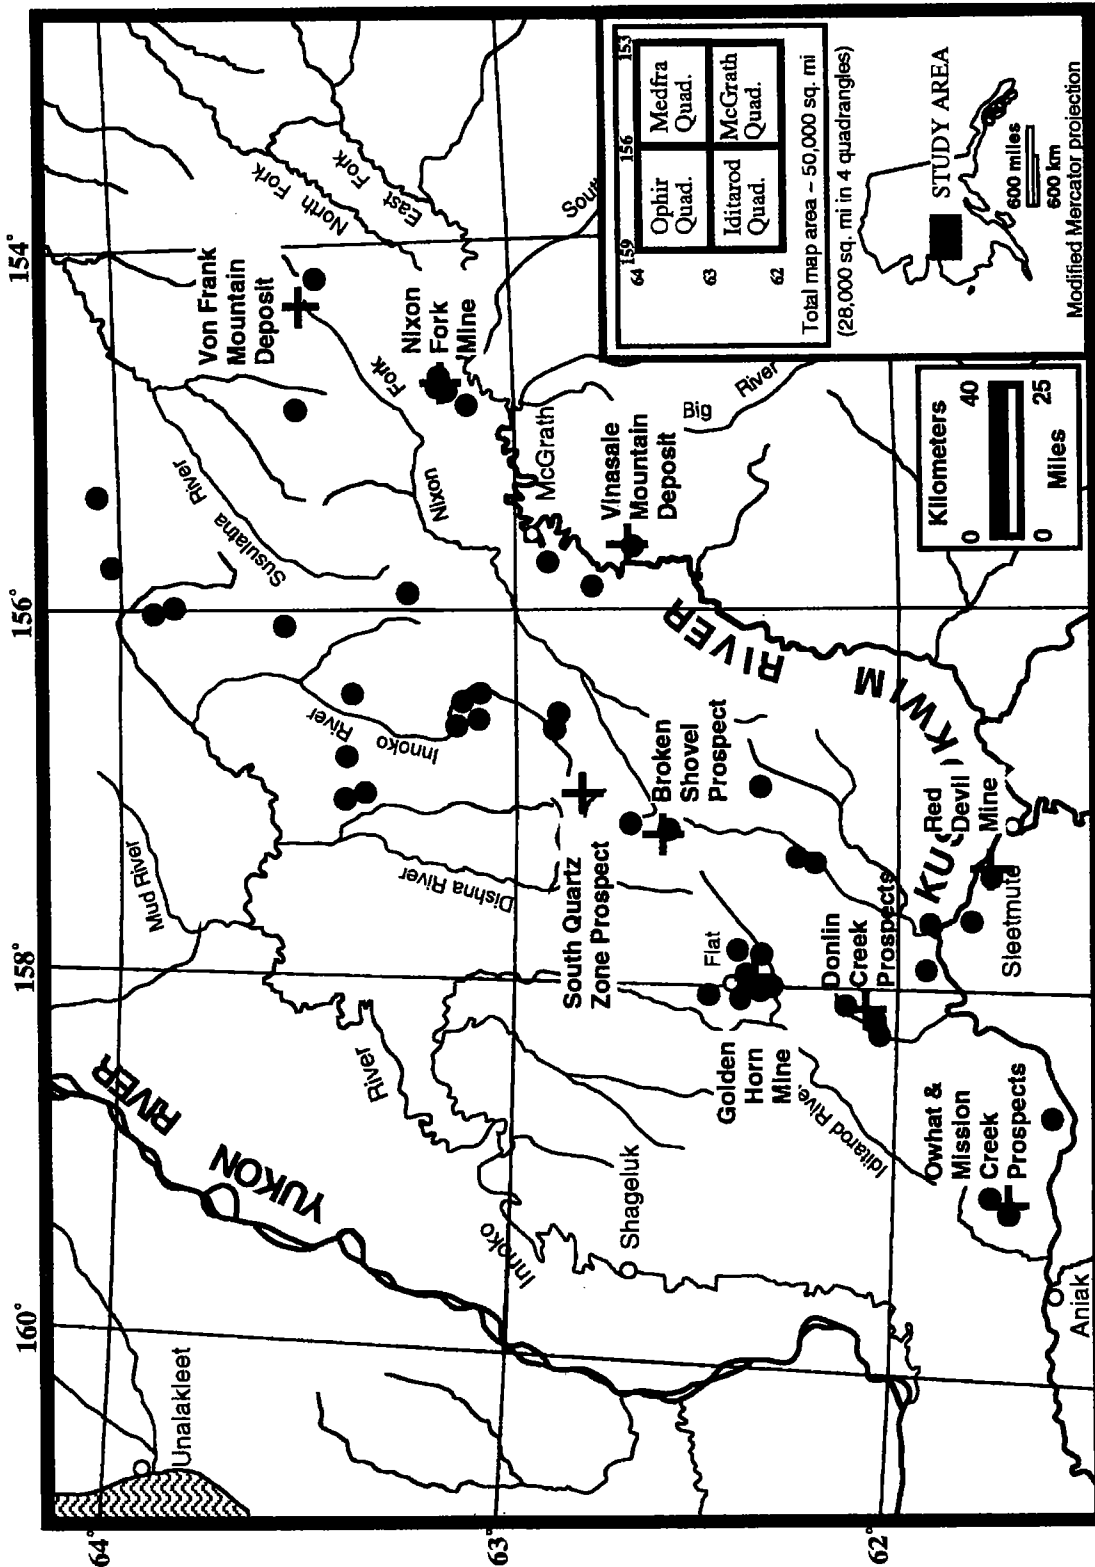 160°
158°
156°
154°
64°
63°
62°
Unalakleet
YUKON
RIVER
Mud River
River
Innoko
Shageluk
Dishna River
Innoko
River
Susulatna
River
Von Frank
Mountain
Deposit
North
Fork
East
Fork
South
Nixon
Fork
Nixon
Fork
Mine
McGrath
Vinasale
Mountain
Deposit
Big
River
South Quartz
Zone Prospect
Broken
Shovel
Prospect
Flat
Golden
Horn
Mine
Iditarod River
Donlin
Creek
Prospects
KUSKOKWIM
RIVER
Red
Devil
Mine
Sleetmute
Owhat &
Mission
Creek
Prospects
Aniak
Kilometers
0 40
0 25
Miles
159 156 153
64
63
62
Ophir
Quad.
Medfra
Quad.
Iditarod
Quad.
McGrath
Quad.
Total map area ~ 50,000 sq. mi
(28,000 sq. mi in 4 quadrangles)
STUDY AREA
600 miles
600 km
Modified Mercator projection